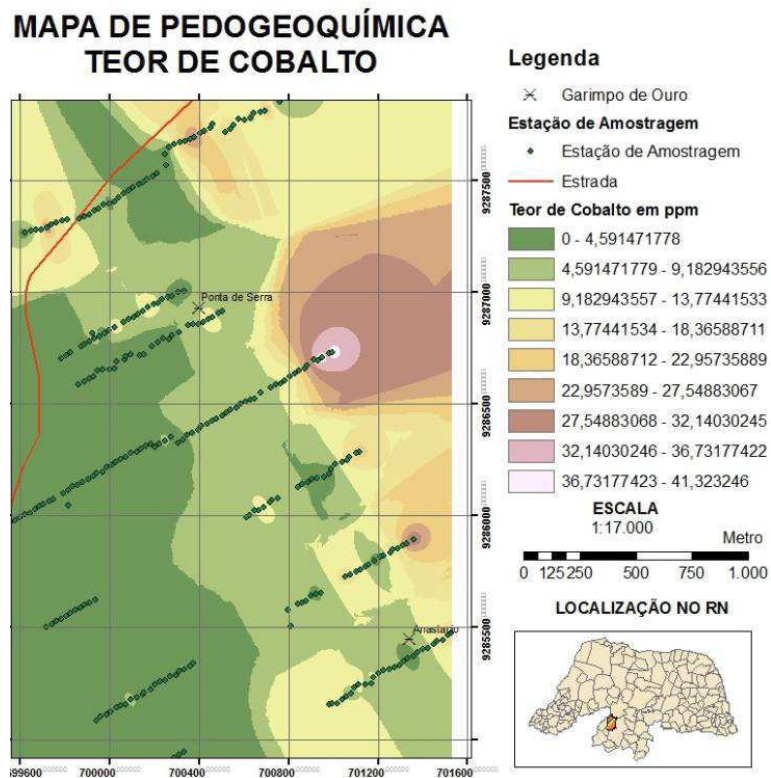 MAPA DE PEDOGEOQUÍMICA
TEOR DE COBALTO
Legenda
Garimpo de Ouro
Estação de Amostragem
Estação de Amostragem
Estrada
Teor de Cobalto em ppm
0 - 4,591471778
4,591471779 - 9,182943556
9,182943557 - 13,77441533
13,77441534 - 18,36588711
18,36588712 - 22,95735889
22,9573589 - 27,54883067
27,54883068 - 32,14030245
32,14030246 - 36,73177422
36,73177423 - 41,323246
ESCALA
1:17.000
Metro
0 125 250 500 750 1.000
LOCALIZAÇÃO NO RN
Ponta de Serra
9287500
9287000
9286500
9286000
9285500
700000 700400 700800 701200 701600